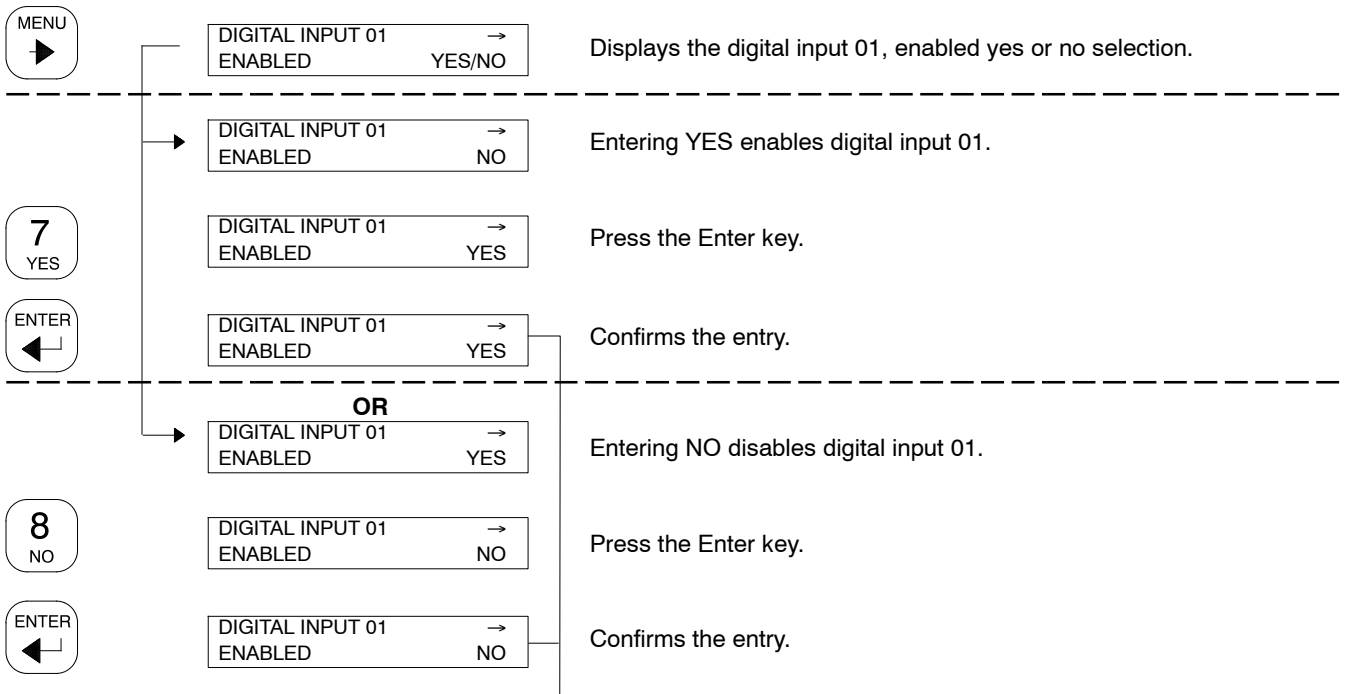 MENU
DIGITAL INPUT 01 →
ENABLED YES/NO
Displays the digital input 01, enabled yes or no selection.
DIGITAL INPUT 01 →
ENABLED NO
Entering YES enables digital input 01.
7
YES
DIGITAL INPUT 01 →
ENABLED YES
Press the Enter key.
ENTER
DIGITAL INPUT 01 →
ENABLED YES
Confirms the entry.
OR
DIGITAL INPUT 01 →
ENABLED YES
Entering NO disables digital input 01.
8
NO
DIGITAL INPUT 01 →
ENABLED NO
Press the Enter key.
ENTER
DIGITAL INPUT 01 →
ENABLED NO
Confirms the entry.